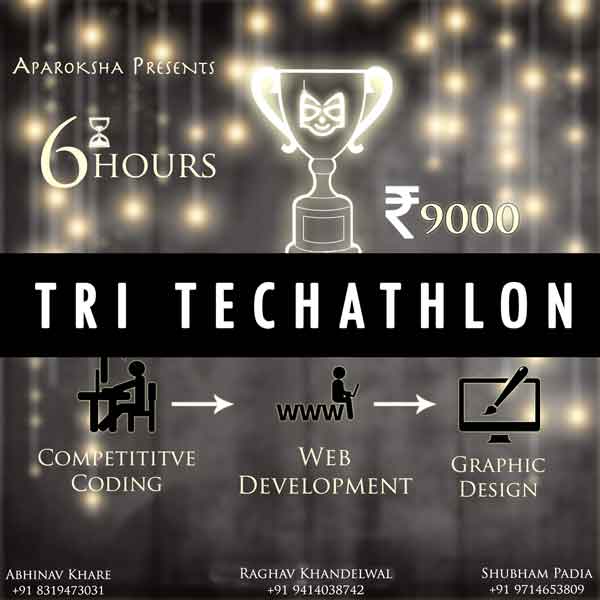 APAROKSHA PRESENTS
6 HOURS
₹9000
TRI TECHATHLON
COMPETITITVE
CODING
www
WEB
DEVELOPMENT
GRAPHIC
DESIGN
ABHINAV KHARE
+91 8319473031
RAGHAV KHANDELWAL
+91 9414038742
SHUBHAM PADIA
+91 9714653809